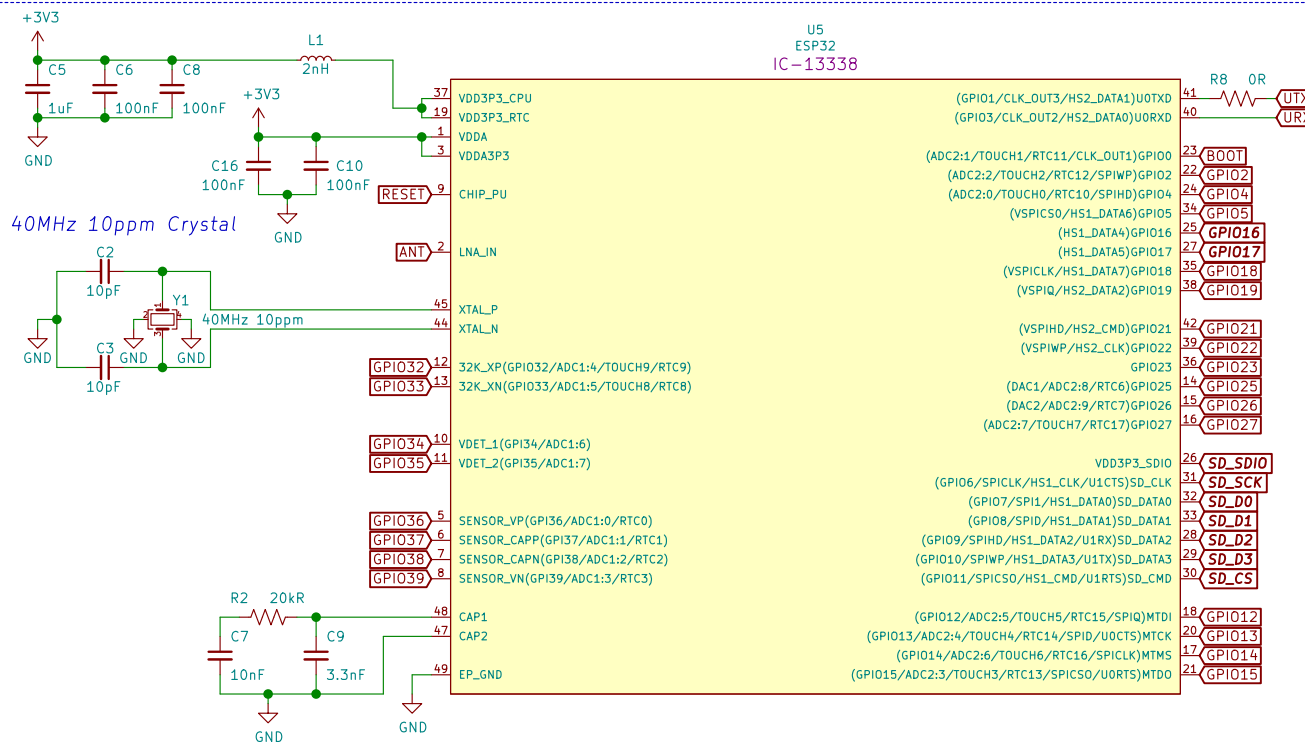 +3V3
C5
1uF
C6
100nF
C8
100nF
GND
L1
2nH
+3V3
C16
100nF
C10
100nF
GND
RESET
ANT
40MHz 10ppm Crystal
C2
10pF
Y1
1
2
3
4
40MHz 10ppm
GND
GND
GND
C3
10pF
U5
ESP32
IC-13338
37 VDD3P3_CPU
19 VDD3P3_RTC
1 VDDA
3 VDDA3P3
9 CHIP_PU
2 LNA_IN
45 XTAL_P
44 XTAL_N
GPIO32 12 32K_XP(GPIO32/ADC1:4/TOUCH9/RTC9)
GPIO33 13 32K_XN(GPIO33/ADC1:5/TOUCH8/RTC8)
GPIO34 10 VDET_1(GPI34/ADC1:6)
GPIO35 11 VDET_2(GPI35/ADC1:7)
GPIO36 5 SENSOR_VP(GPI36/ADC1:0/RTC0)
GPIO37 6 SENSOR_CAPP(GPI37/ADC1:1/RTC1)
GPIO38 7 SENSOR_CAPN(GPI38/ADC1:2/RTC2)
GPIO39 8 SENSOR_VN(GPI39/ADC1:3/RTC3)
48 CAP1
47 CAP2
49 EP_GND
R2 20kR
C7
10nF
C9
3.3nF
GND
GND
R8 0R
(GPIO1/CLK_OUT3/HS2_DATA1)U0TXD 41 UTX
(GPIO3/CLK_OUT2/HS2_DATA0)U0RXD 40 URX
(ADC2:1/TOUCH1/RTC11/CLK_OUT1)GPIO0 23 BOOT
(ADC2:2/TOUCH2/RTC12/SPIWP)GPIO2 22 GPIO2
(ADC2:0/TOUCH0/RTC10/SPIHD)GPIO4 24 GPIO4
(VSPICS0/HS1_DATA6)GPIO5 34 GPIO5
(HS1_DATA4)GPIO16 25 GPIO16
(HS1_DATA5)GPIO17 27 GPIO17
(VSPICLK/HS1_DATA7)GPIO18 35 GPIO18
(VSPIQ/HS2_DATA2)GPIO19 38 GPIO19
(VSPIHD/HS2_CMD)GPIO21 42 GPIO21
(VSPIWP/HS2_CLK)GPIO22 39 GPIO22
GPIO23 36 GPIO23
(DAC1/ADC2:8/RTC6)GPIO25 14 GPIO25
(DAC2/ADC2:9/RTC7)GPIO26 15 GPIO26
(ADC2:7/TOUCH7/RTC17)GPIO27 16 GPIO27
VDD3P3_SDIO 26 SD_SDIO
(GPIO6/SPICLK/HS1_CLK/U1CTS)SD_CLK 31 SD_SCK
(GPIO7/SPI1/HS1_DATA0)SD_DATA0 32 SD_D0
(GPIO8/SPID/HS1_DATA1)SD_DATA1 33 SD_D1
(GPIO9/SPIHD/HS1_DATA2/U1RX)SD_DATA2 28 SD_D2
(GPIO10/SPIWP/HS1_DATA3/U1TX)SD_DATA3 29 SD_D3
(GPIO11/SPICS0/HS1_CMD/U1RTS)SD_CMD 30 SD_CS
(GPIO12/ADC2:5/TOUCH5/RTC15/SPIQ)MTDI 18 GPIO12
(GPIO13/ADC2:4/TOUCH4/RTC14/SPID/U0CTS)MTCK 20 GPIO13
(GPIO14/ADC2:6/TOUCH6/RTC16/SPICLK)MTMS 17 GPIO14
(GPIO15/ADC2:3/TOUCH3/RTC13/SPICS0/U0RTS)MTDO 21 GPIO15